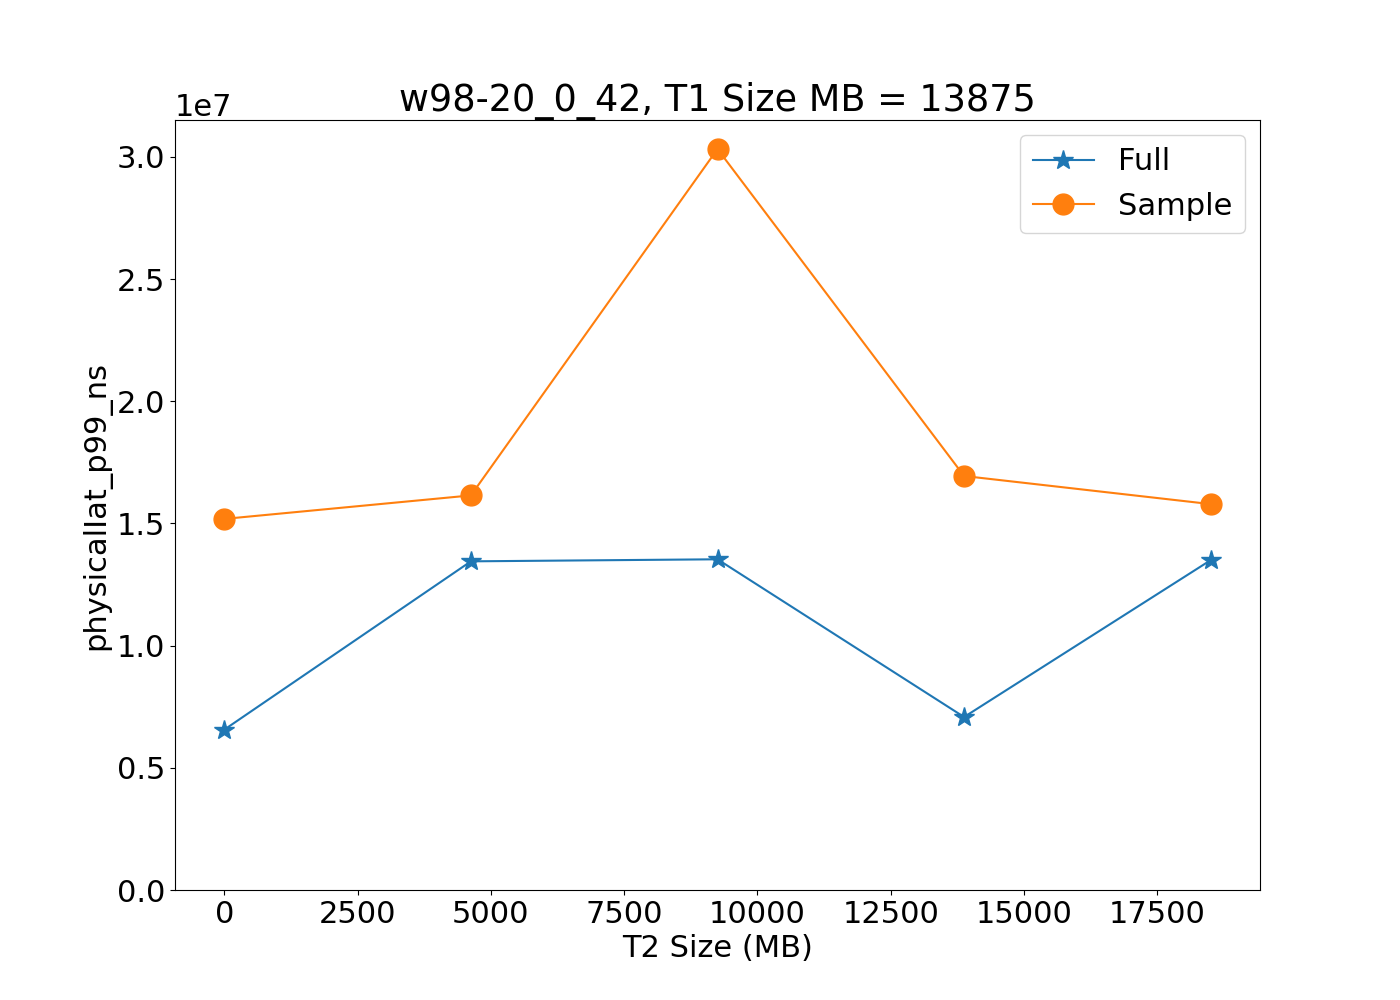 w98-20_0_42, T1 Size MB = 13875
1e7
Full
Sample
3.0
2.5
2.0
1.5
1.0
0.5
0.0
physicallat_p99_ns
0 2500 5000 7500 10000 12500 15000 17500
T2 Size (MB)